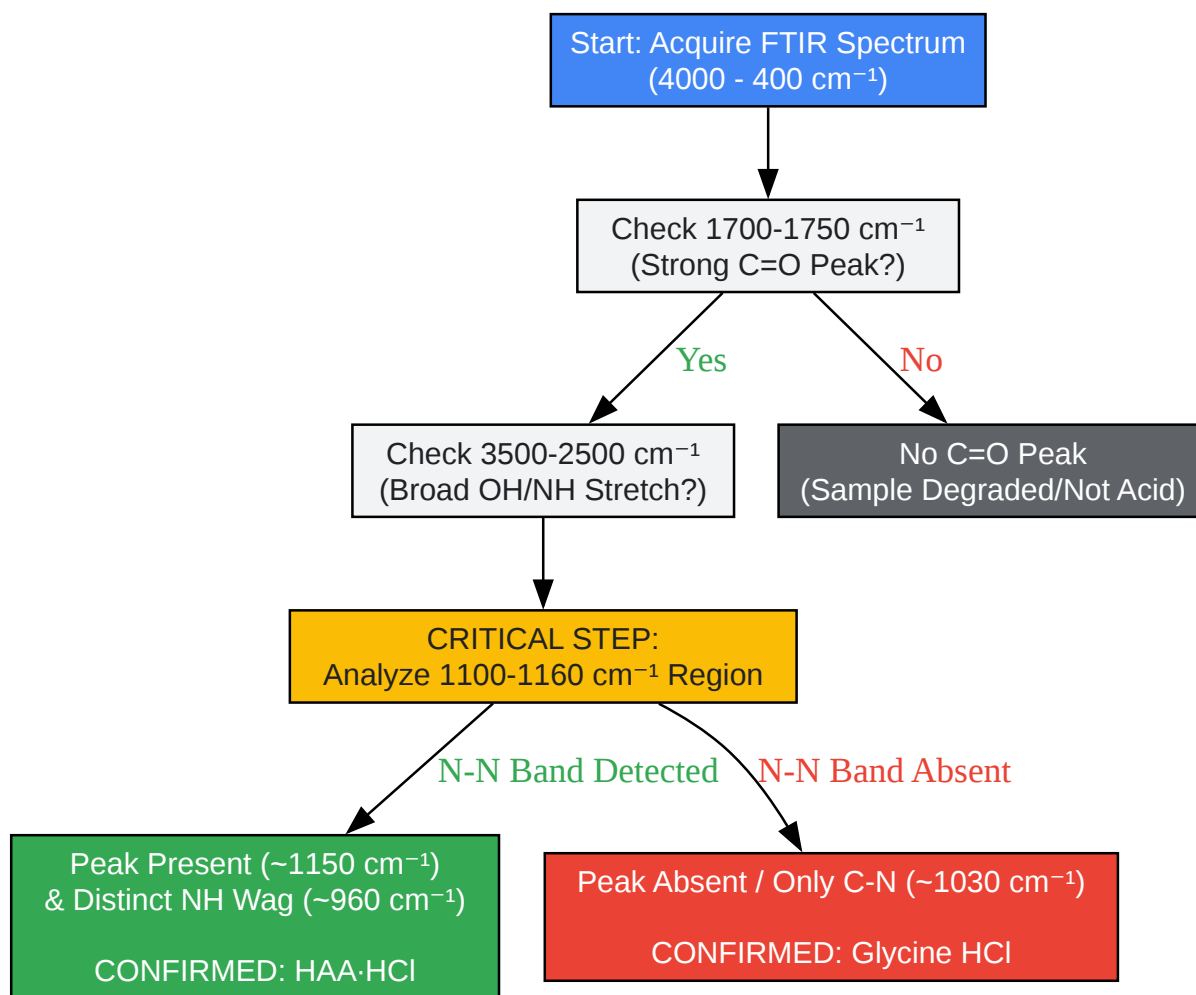 Start: Acquire FTIR Spectrum
(4000 - 400 cm⁻¹)
Check 1700-1750 cm⁻¹
(Strong C=O Peak?)
Yes
No
Check 3500-2500 cm⁻¹
(Broad OH/NH Stretch?)
No C=O Peak
(Sample Degraded/Not Acid)
CRITICAL STEP:
Analyze 1100-1160 cm⁻¹ Region
N-N Band Detected
N-N Band Absent
Peak Present (~1150 cm⁻¹)
& Distinct NH Wag (~960 cm⁻¹)
CONFIRMED: HAA·HCl
Peak Absent / Only C-N (~1030 cm⁻¹)
CONFIRMED: Glycine HCl